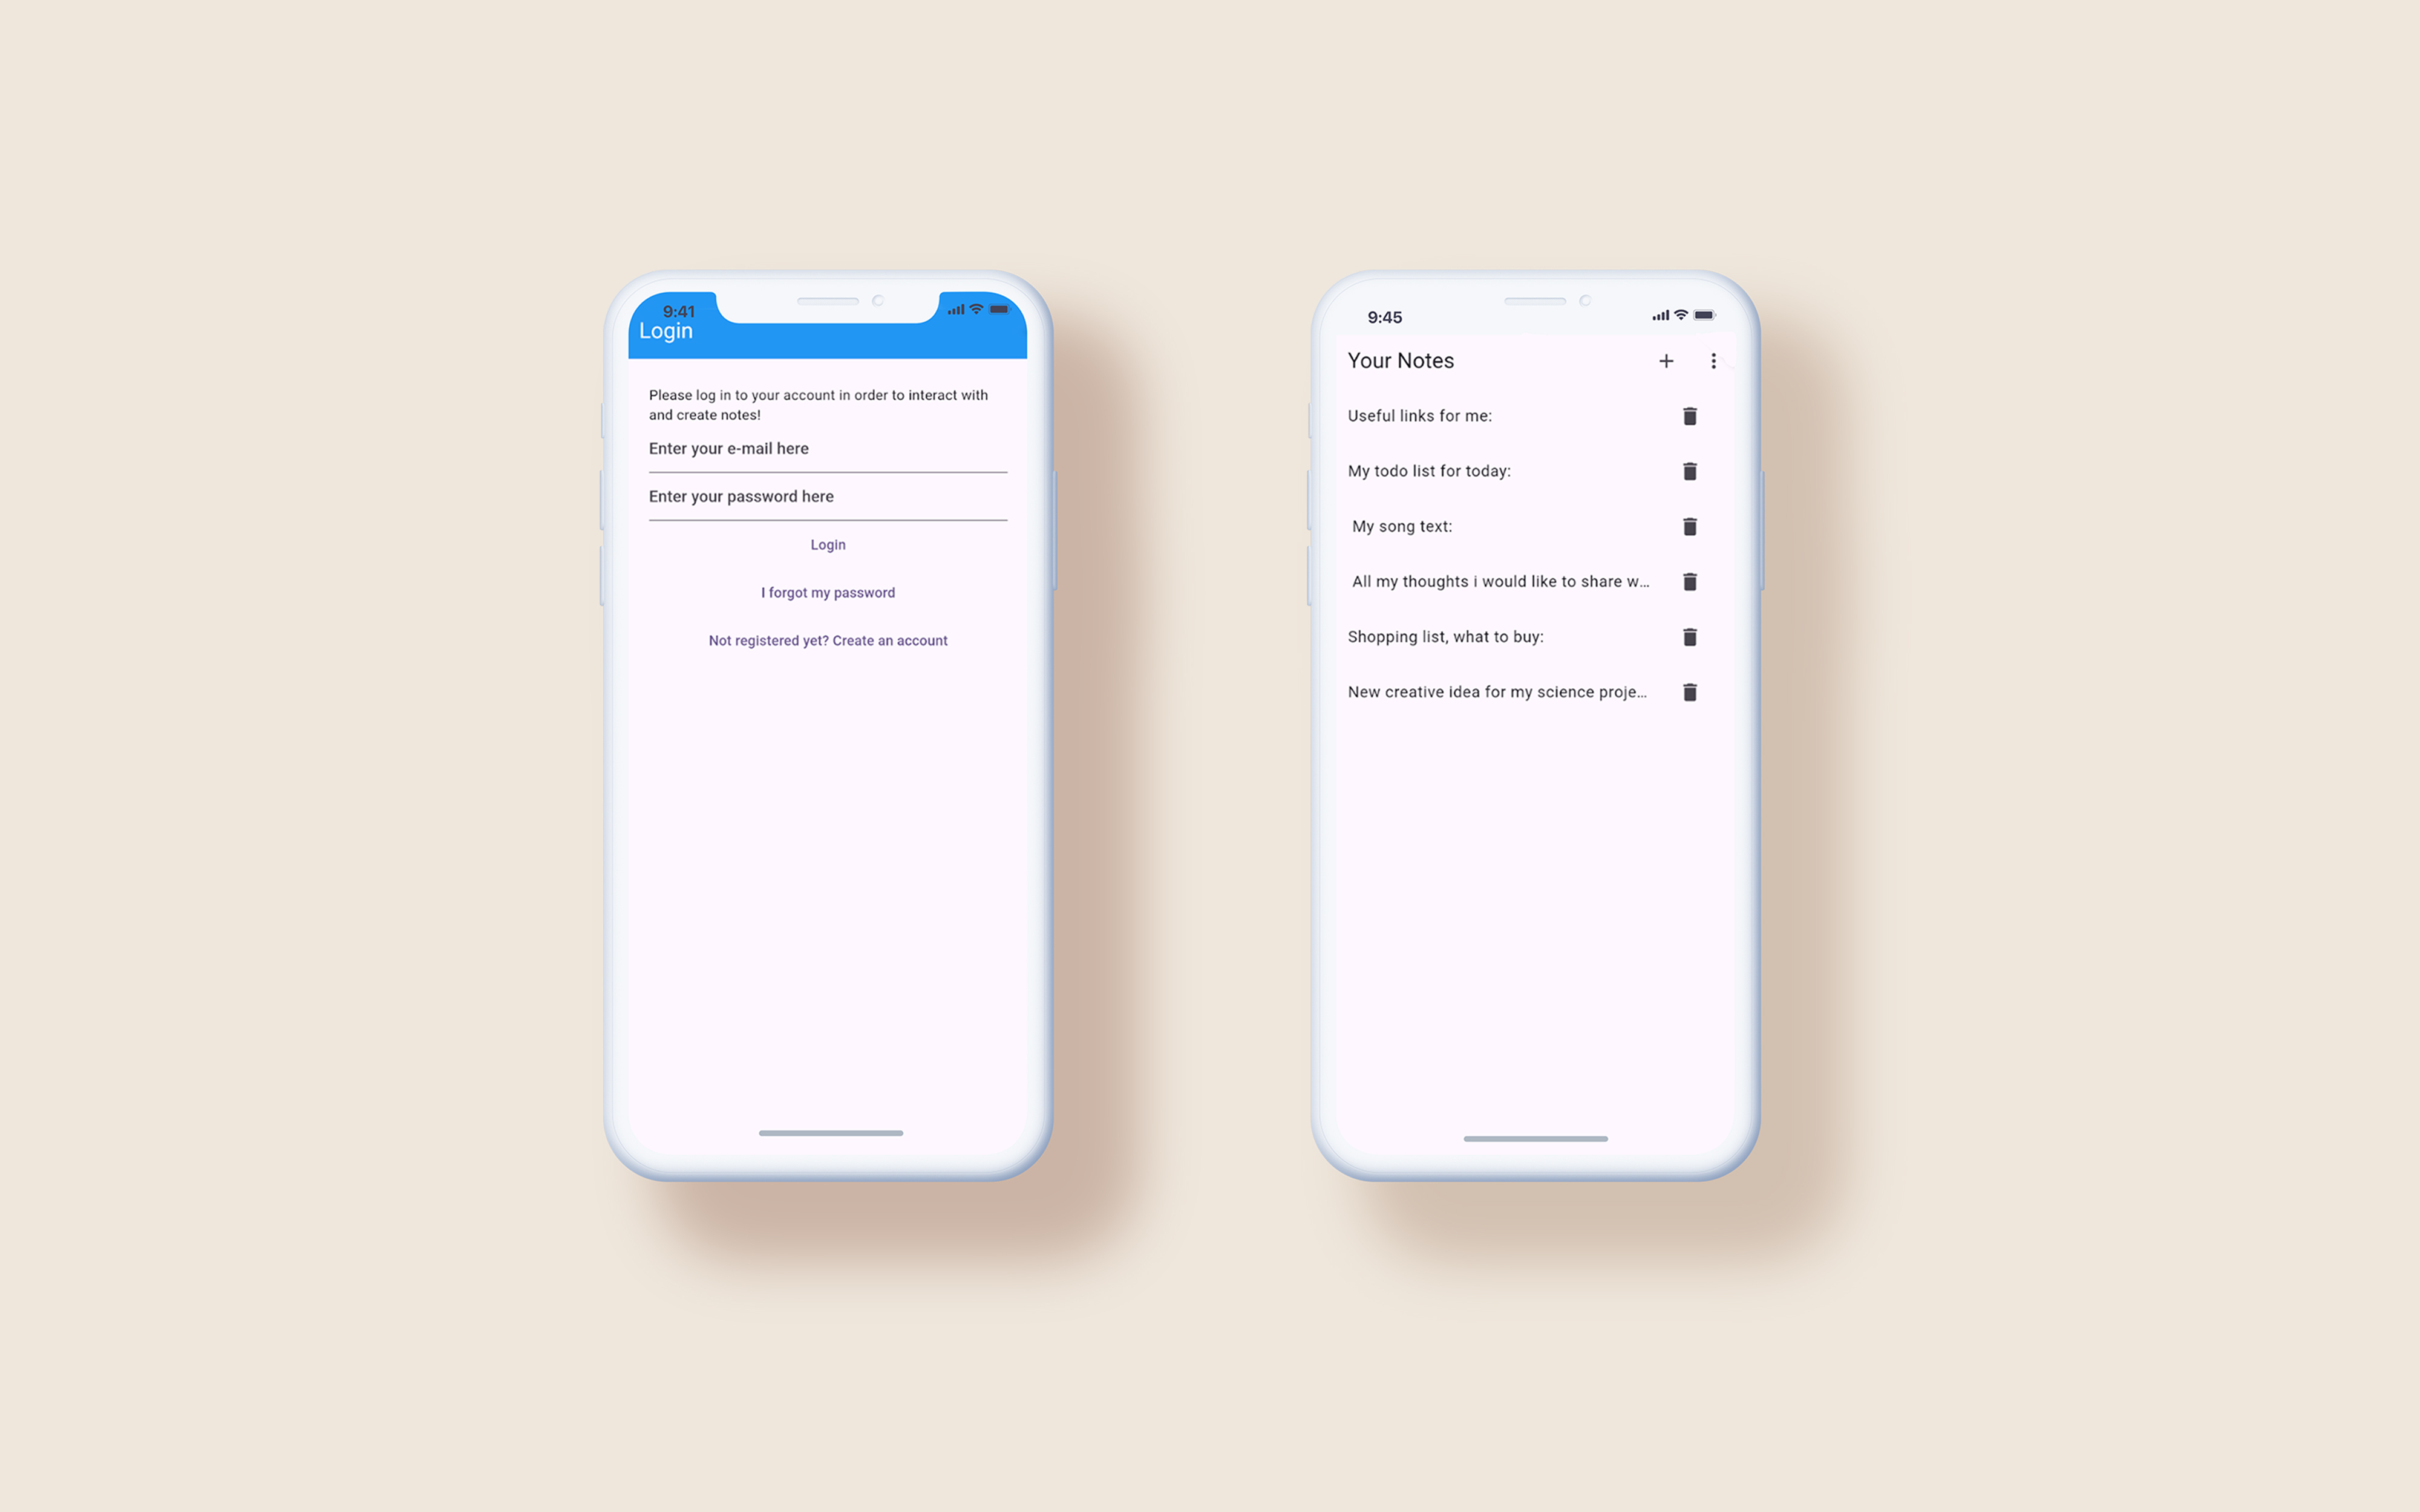 9:41
Login
Please log in to your account in order to interact with
and create notes!
Enter your e-mail here
Enter your password here
Login
I forgot my password
Not registered yet? Create an account
9:45
Your Notes
Useful links for me:
My todo list for today:
My song text:
All my thoughts i would like to share w...
Shopping list, what to buy:
New creative idea for my science proje...